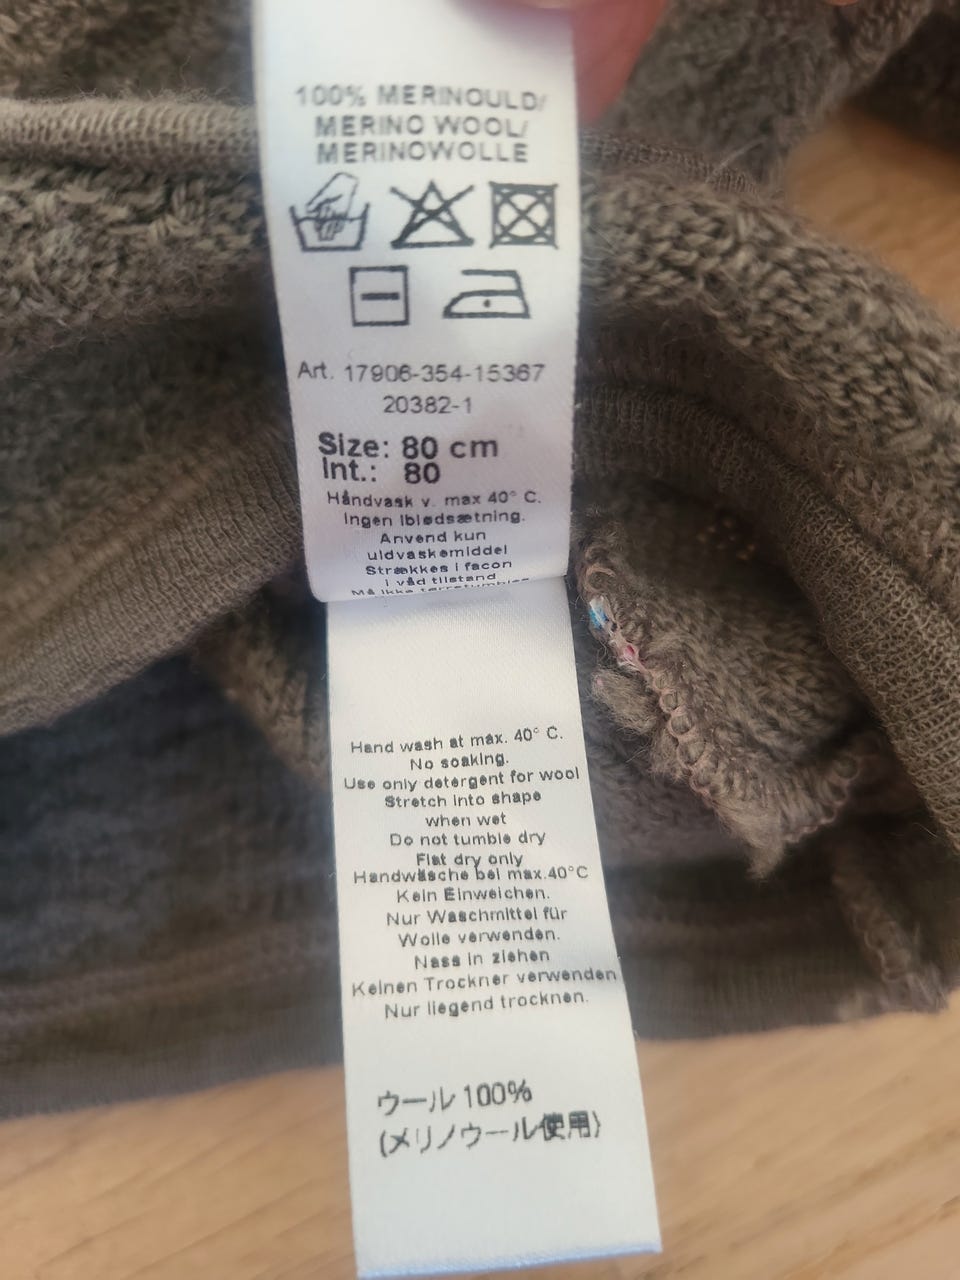 100% MERINOULD/
MERINO WOOL/
MERINOWOLLE
Art. 17906-354-15367
20382-1
Size: 80 cm
Int.: 80
Håndvask v. max 40° C.
Ingen iblødsætning.
Anvend kun
uldvaskemiddel
Strækkes i facon
i våd tilstand
Må ikke tørretumbles
Hand wash at max. 40° C.
No soaking.
Use only detergent for wool
Stretch into shape
when wet
Do not tumble dry
Flat dry only
Handwäsche bei max.40°C
Kein Einweichen.
Nur Waschmittel für
Wolle verwenden.
Nass in ziehen
Keinen Trockner verwenden
Nur liegend trocknen.
ウール 100%
(メリノウール使用)